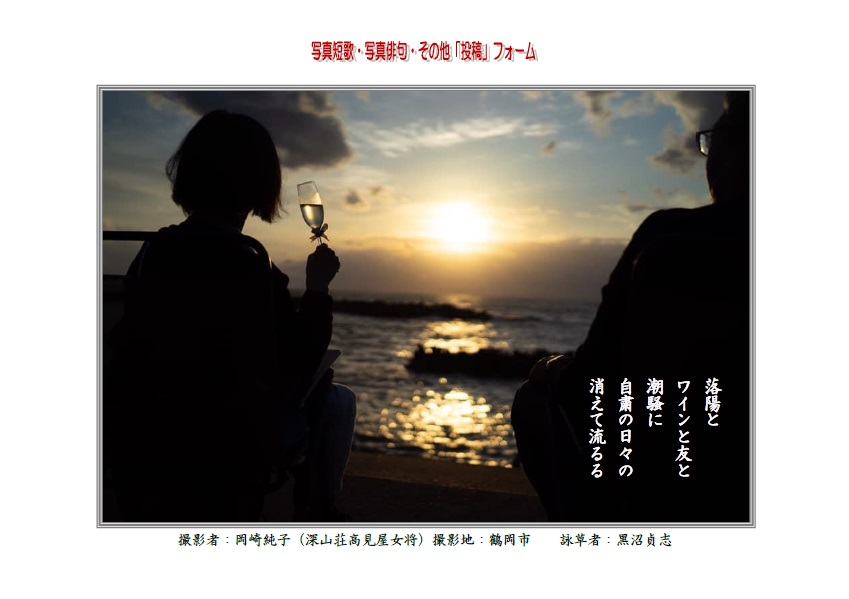 写真短歌・写真俳句・その他「投稿」フォーム
落陽と
ワインと友と
潮騒に
自粛の日々の
消えて流るる
撮影者：岡崎純子（深山荘高見屋女将）撮影地：鶴岡市　　詠草者：黒沼貞志